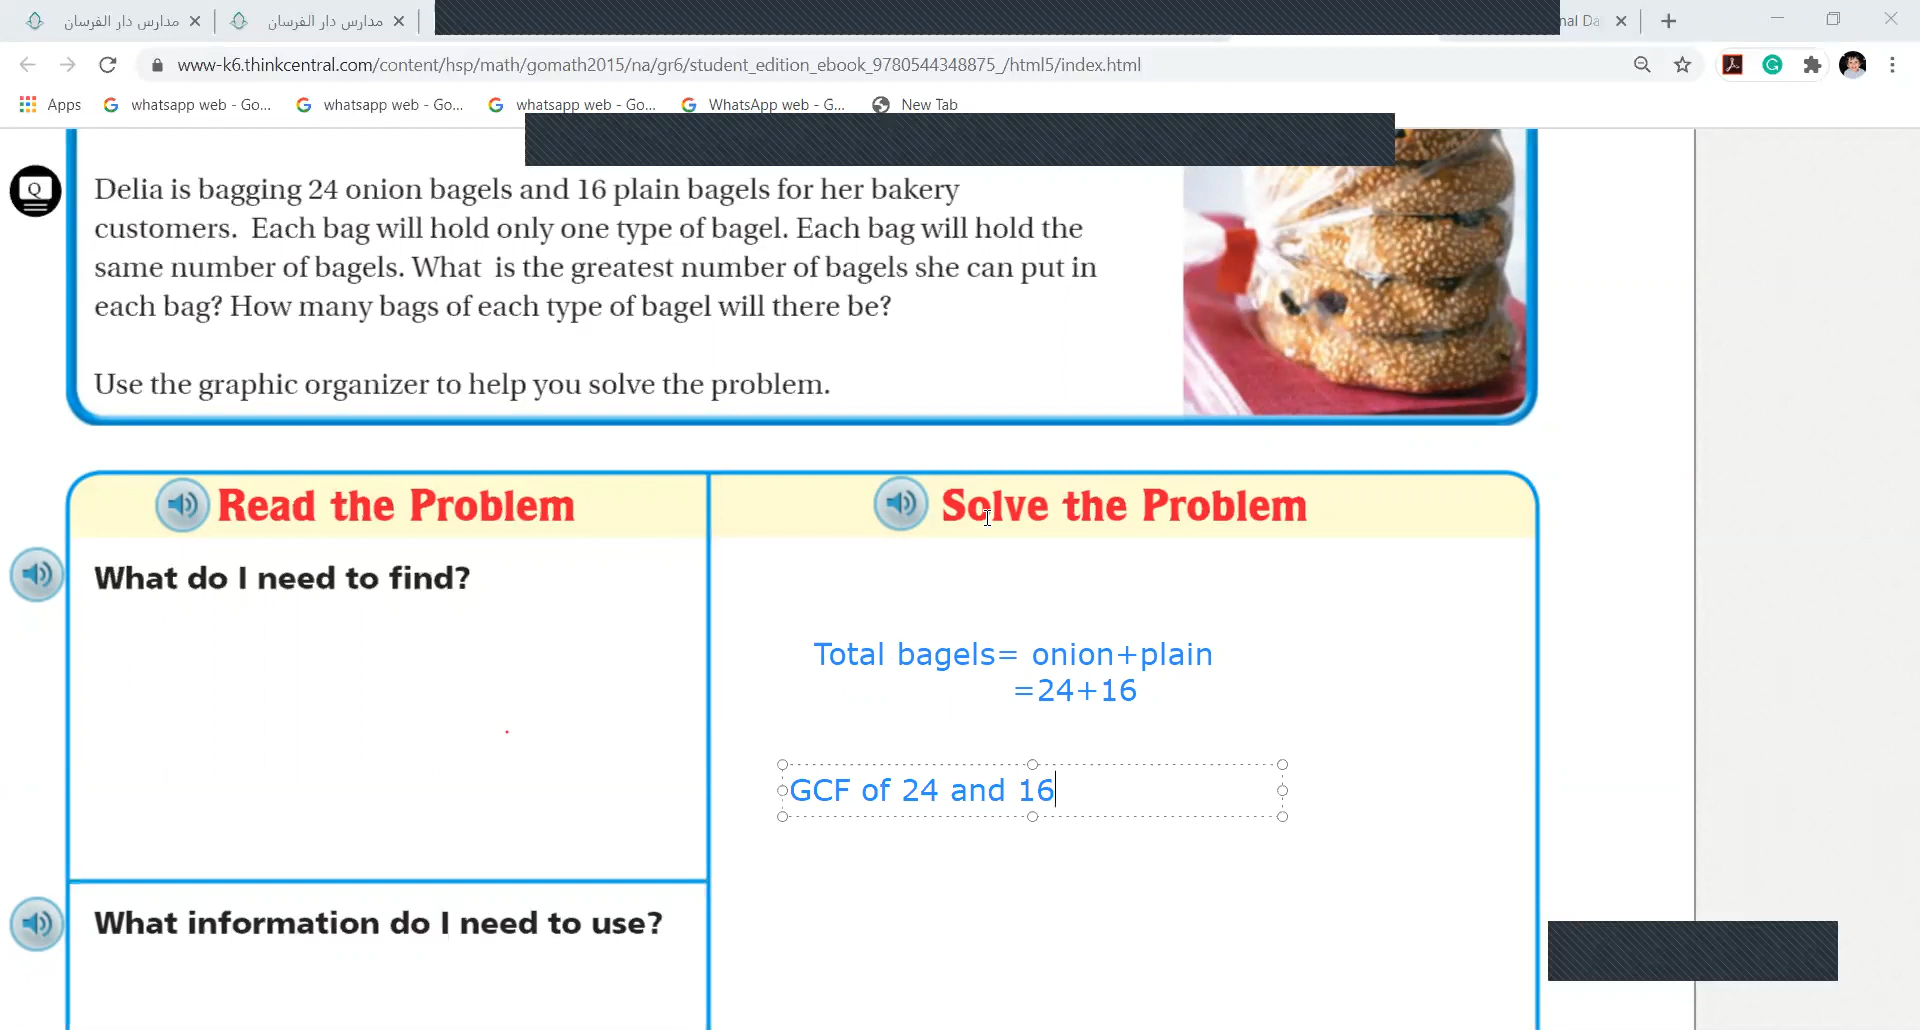 مدارس دار الفرسان
مدارس دار الفرسان
www-k6.thinkcentral.com/content/hsp/math/gomath2015/na/gr6/student_edition_ebook_9780544348875_/html5/index.html
Apps
whatsapp web - Go...
whatsapp web - Go...
whatsapp web - Go...
WhatsApp web - G...
New Tab
Q
Delia is bagging 24 onion bagels and 16 plain bagels for her bakery
customers. Each bag will hold only one type of bagel. Each bag will hold the
same number of bagels. What is the greatest number of bagels she can put in
each bag? How many bags of each type of bagel will there be?
Use the graphic organizer to help you solve the problem.
Read the Problem
Solve the Problem
What do I need to find?
Total bagels= onion+plain
=24+16
GCF of 24 and 16
What information do I need to use?